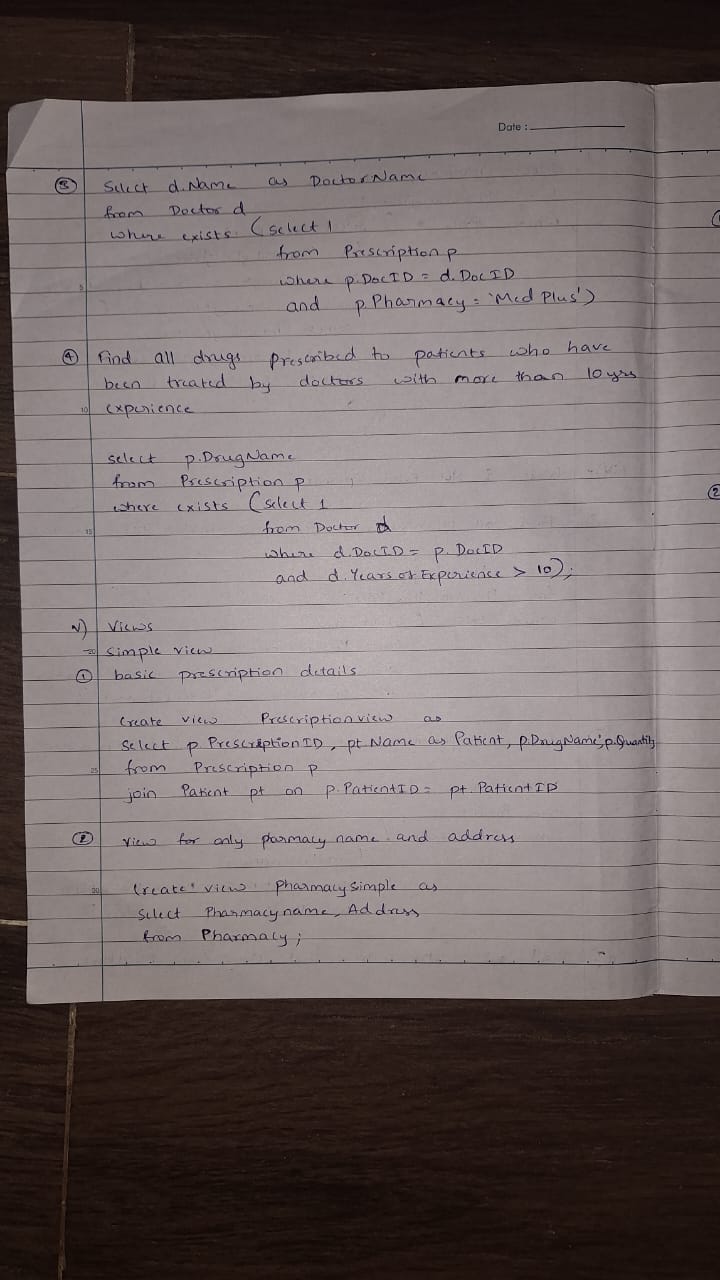 Date :
③ Select d.Name as DoctorName
from Doctor d
where exists (select 1
from Prescription p
where p.DocID = d.DocID
and p.Pharmacy = 'Med Plus')
④ Find all drugs prescribed to patients who have
been treated by doctors with more than 10 yrs
experience
select p.DrugName
from Prescription p
where exists (select 1
from Doctor d
where d.DocID = p.DocID
and d.Years of Experience > 10);
V) Views
simple view
① basic prescription details
Create view Prescriptionview as
Select p PrescriptionID, pt.Name as Patient, p.DrugName, p.Quantity
from Prescription p
join Patient pt on p.PatientID = pt.PatientID
② view for only parmacy name and address
Create view Pharmacysimple as
Select Pharmacyname, Address
from Pharmacy;